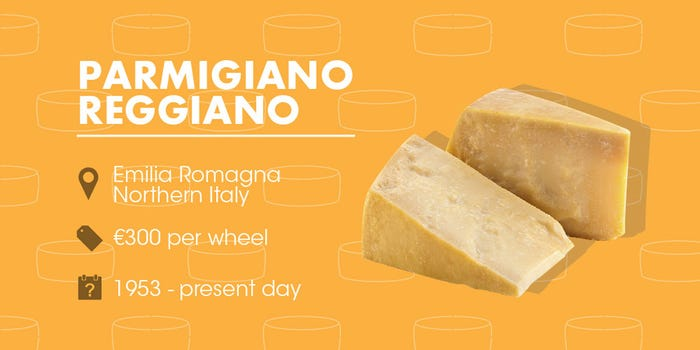 PARMIGIANO
REGGIANO
Emilia Romagna
Northern Italy
€300 per wheel
?
1953 - present day